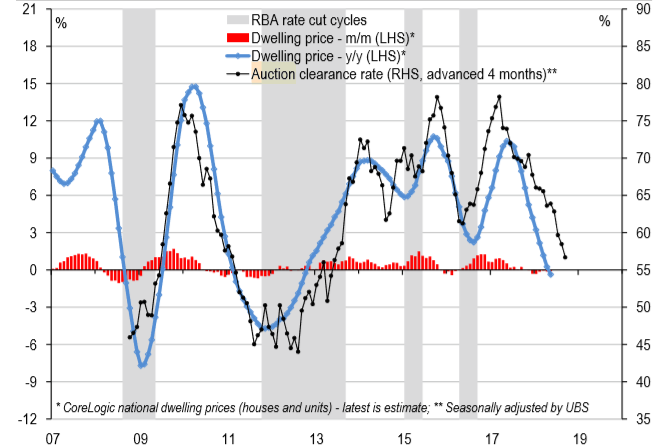 21 90
% %
18 85
15 80
12 75
9 70
6 65
3 60
0 55
-3 50
-6 45
-9 40
-12 35
RBA rate cut cycles
Dwelling price - m/m (LHS)*
Dwelling price - y/y (LHS)*
Auction clearance rate (RHS, advanced 4 months)**
* CoreLogic national dwelling prices (houses and units) - latest is estimate; ** Seasonally adjusted by UBS
07 09 11 13 15 17 19